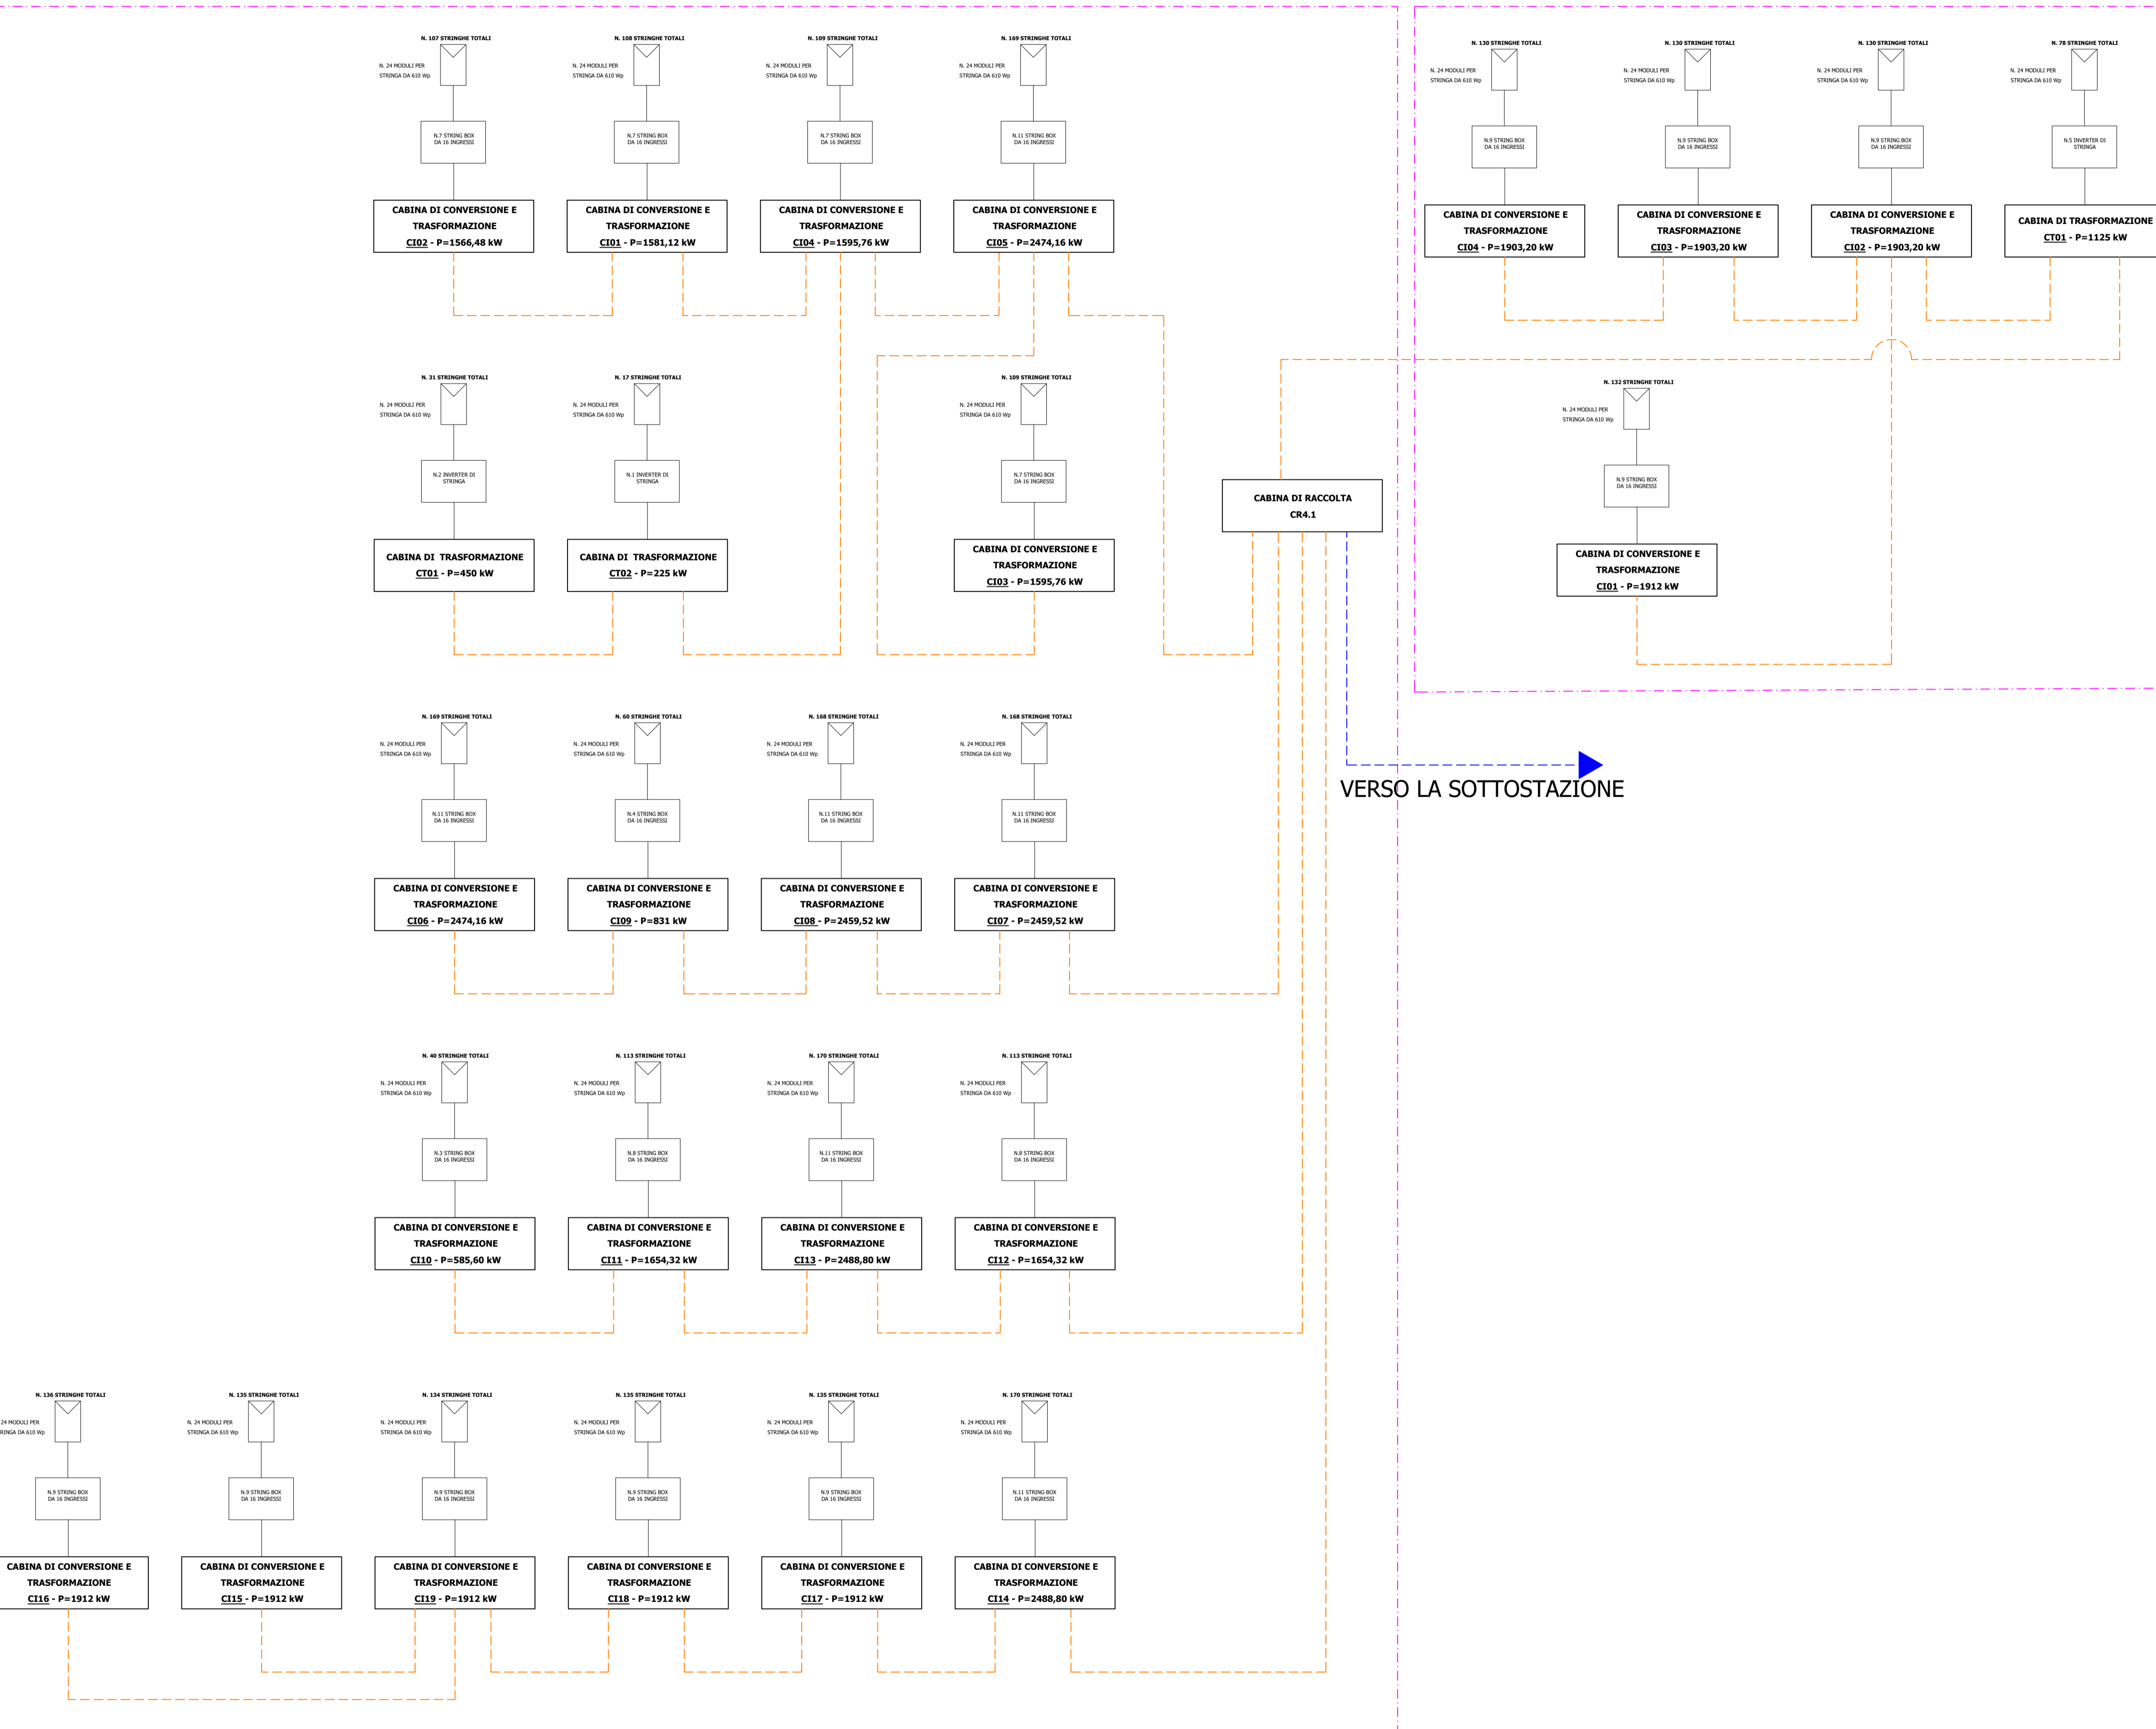 N. 107 STRINGHE TOTALI
N. 24 MODULI PER
STRINGA DA 610 Wp
N.7 STRING BOX
DA 16 INGRESSI
CABINA DI CONVERSIONE E
TRASFORMAZIONE
CI02 - P=1566,48 kW
N. 108 STRINGHE TOTALI
N. 24 MODULI PER
STRINGA DA 610 Wp
N.7 STRING BOX
DA 16 INGRESSI
CABINA DI CONVERSIONE E
TRASFORMAZIONE
CI01 - P=1581,12 kW
N. 109 STRINGHE TOTALI
N. 24 MODULI PER
STRINGA DA 610 Wp
N.7 STRING BOX
DA 16 INGRESSI
CABINA DI CONVERSIONE E
TRASFORMAZIONE
CI04 - P=1595,76 kW
N. 169 STRINGHE TOTALI
N. 24 MODULI PER
STRINGA DA 610 Wp
N.11 STRING BOX
DA 16 INGRESSI
CABINA DI CONVERSIONE E
TRASFORMAZIONE
CI05 - P=2474,16 kW
N. 130 STRINGHE TOTALI
N. 24 MODULI PER
STRINGA DA 610 Wp
N.9 STRING BOX
DA 16 INGRESSI
CABINA DI CONVERSIONE E
TRASFORMAZIONE
CI04 - P=1903,20 kW
N. 130 STRINGHE TOTALI
N. 24 MODULI PER
STRINGA DA 610 Wp
N.9 STRING BOX
DA 16 INGRESSI
CABINA DI CONVERSIONE E
TRASFORMAZIONE
CI03 - P=1903,20 kW
N. 130 STRINGHE TOTALI
N. 24 MODULI PER
STRINGA DA 610 Wp
N.9 STRING BOX
DA 16 INGRESSI
CABINA DI CONVERSIONE E
TRASFORMAZIONE
CI02 - P=1903,20 kW
N. 78 STRINGHE TOTALI
N. 24 MODULI PER
STRINGA DA 610 Wp
N.5 INVERTER DI
STRINGA
CABINA DI TRASFORMAZIONE
CT01 - P=1125 kW
N. 31 STRINGHE TOTALI
N. 24 MODULI PER
STRINGA DA 610 Wp
N.2 INVERTER DI
STRINGA
CABINA DI TRASFORMAZIONE
CT01 - P=450 kW
N. 17 STRINGHE TOTALI
N. 24 MODULI PER
STRINGA DA 610 Wp
N.1 INVERTER DI
STRINGA
CABINA DI TRASFORMAZIONE
CT02 - P=225 kW
N. 109 STRINGHE TOTALI
N. 24 MODULI PER
STRINGA DA 610 Wp
N.7 STRING BOX
DA 16 INGRESSI
CABINA DI CONVERSIONE E
TRASFORMAZIONE
CI03 - P=1595,76 kW
CABINA DI RACCOLTA
CR4.1
N. 132 STRINGHE TOTALI
N. 24 MODULI PER
STRINGA DA 610 Wp
N.9 STRING BOX
DA 16 INGRESSI
CABINA DI CONVERSIONE E
TRASFORMAZIONE
CI01 - P=1912 kW
VERSO LA SOTTOSTAZIONE
N. 169 STRINGHE TOTALI
N. 24 MODULI PER
STRINGA DA 610 Wp
N.11 STRING BOX
DA 16 INGRESSI
CABINA DI CONVERSIONE E
TRASFORMAZIONE
CI06 - P=2474,16 kW
N. 60 STRINGHE TOTALI
N. 24 MODULI PER
STRINGA DA 610 Wp
N.4 STRING BOX
DA 16 INGRESSI
CABINA DI CONVERSIONE E
TRASFORMAZIONE
CI09 - P=831 kW
N. 168 STRINGHE TOTALI
N. 24 MODULI PER
STRINGA DA 610 Wp
N.11 STRING BOX
DA 16 INGRESSI
CABINA DI CONVERSIONE E
TRASFORMAZIONE
CI08 - P=2459,52 kW
N. 168 STRINGHE TOTALI
N. 24 MODULI PER
STRINGA DA 610 Wp
N.11 STRING BOX
DA 16 INGRESSI
CABINA DI CONVERSIONE E
TRASFORMAZIONE
CI07 - P=2459,52 kW
N. 40 STRINGHE TOTALI
N. 24 MODULI PER
STRINGA DA 610 Wp
N.3 STRING BOX
DA 16 INGRESSI
CABINA DI CONVERSIONE E
TRASFORMAZIONE
CI10 - P=585,60 kW
N. 113 STRINGHE TOTALI
N. 24 MODULI PER
STRINGA DA 610 Wp
N.8 STRING BOX
DA 16 INGRESSI
CABINA DI CONVERSIONE E
TRASFORMAZIONE
CI11 - P=1654,32 kW
N. 170 STRINGHE TOTALI
N. 24 MODULI PER
STRINGA DA 610 Wp
N.11 STRING BOX
DA 16 INGRESSI
CABINA DI CONVERSIONE E
TRASFORMAZIONE
CI13 - P=2488,80 kW
N. 113 STRINGHE TOTALI
N. 24 MODULI PER
STRINGA DA 610 Wp
N.8 STRING BOX
DA 16 INGRESSI
CABINA DI CONVERSIONE E
TRASFORMAZIONE
CI12 - P=1654,32 kW
N. 136 STRINGHE TOTALI
24 MODULI PER
RINGA DA 610 Wp
N.9 STRING BOX
DA 16 INGRESSI
CABINA DI CONVERSIONE E
TRASFORMAZIONE
CI16 - P=1912 kW
N. 135 STRINGHE TOTALI
N. 24 MODULI PER
STRINGA DA 610 Wp
N.9 STRING BOX
DA 16 INGRESSI
CABINA DI CONVERSIONE E
TRASFORMAZIONE
CI15 - P=1912 kW
N. 134 STRINGHE TOTALI
N. 24 MODULI PER
STRINGA DA 610 Wp
N.9 STRING BOX
DA 16 INGRESSI
CABINA DI CONVERSIONE E
TRASFORMAZIONE
CI19 - P=1912 kW
N. 135 STRINGHE TOTALI
N. 24 MODULI PER
STRINGA DA 610 Wp
N.9 STRING BOX
DA 16 INGRESSI
CABINA DI CONVERSIONE E
TRASFORMAZIONE
CI18 - P=1912 kW
N. 135 STRINGHE TOTALI
N. 24 MODULI PER
STRINGA DA 610 Wp
N.9 STRING BOX
DA 16 INGRESSI
CABINA DI CONVERSIONE E
TRASFORMAZIONE
CI17 - P=1912 kW
N. 170 STRINGHE TOTALI
N. 24 MODULI PER
STRINGA DA 610 Wp
N.11 STRING BOX
DA 16 INGRESSI
CABINA DI CONVERSIONE E
TRASFORMAZIONE
CI14 - P=2488,80 kW